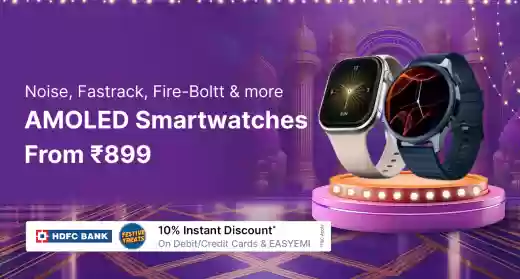 Noise, Fastrack, Fire-Boltt & more
AMOLED Smartwatches
From ₹899
HDFC BANK
FESTIVE TREATS
10% Instant Discount*
On Debit/Credit Cards & EASYEMI